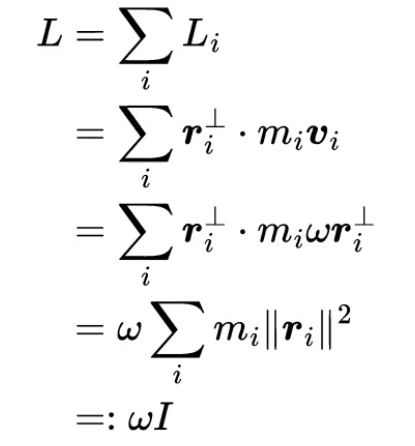 L = ∑_i L_i
= ∑_i 𝒓_i^⊥ · m_i 𝒗_i
= ∑_i 𝒓_i^⊥ · m_i ω 𝒓_i^⊥
= ω ∑_i m_i ‖𝒓_i‖^2
=: ωI